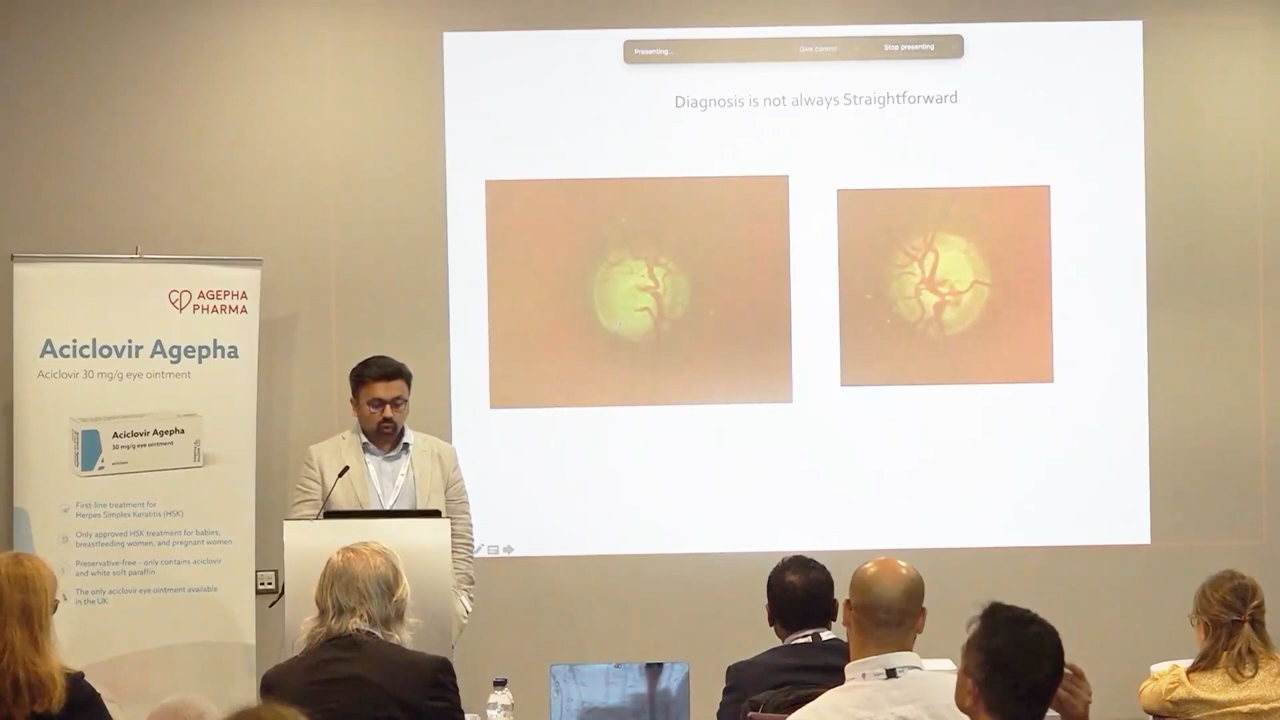 Presenting...
Give control
Stop presenting
Diagnosis is not always Straightforward
AGEPHA
PHARMA
Aciclovir Agepha
Aciclovir 30 mg/g eye ointment
Aciclovir Agepha
30 mg/g eye ointment
First-line treatment for
Herpes Simplex Keratitis (HSK)
Only approved HSK treatment for babies,
breastfeeding women, and pregnant women
Preservative-free – only contains aciclovir
and white soft paraffin
The only aciclovir eye ointment available
in the UK